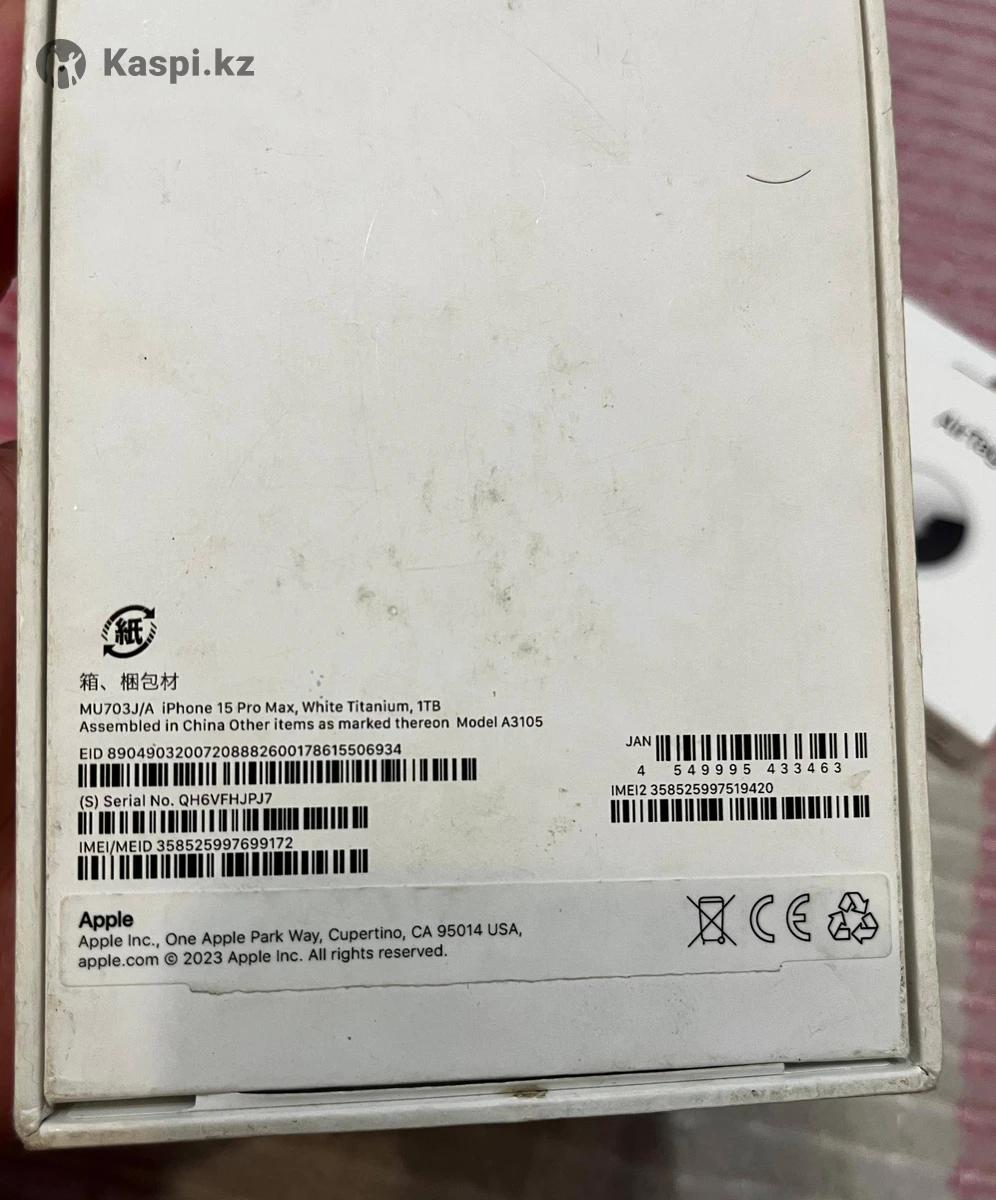 Kaspi.kz
紙
箱、梱包材
MU703J/A iPhone 15 Pro Max, White Titanium, 1TB
Assembled in China Other items as marked thereon Model A3105
EID 89049032007208882600178615506934
(S) Serial No. QH6VFHJPJ7
IMEI/MEID 358525997699172
JAN
4 549995 433463
IMEI2 358525997519420
Apple
Apple Inc., One Apple Park Way, Cupertino, CA 95014 USA,
apple.com © 2023 Apple Inc. All rights reserved.
CE